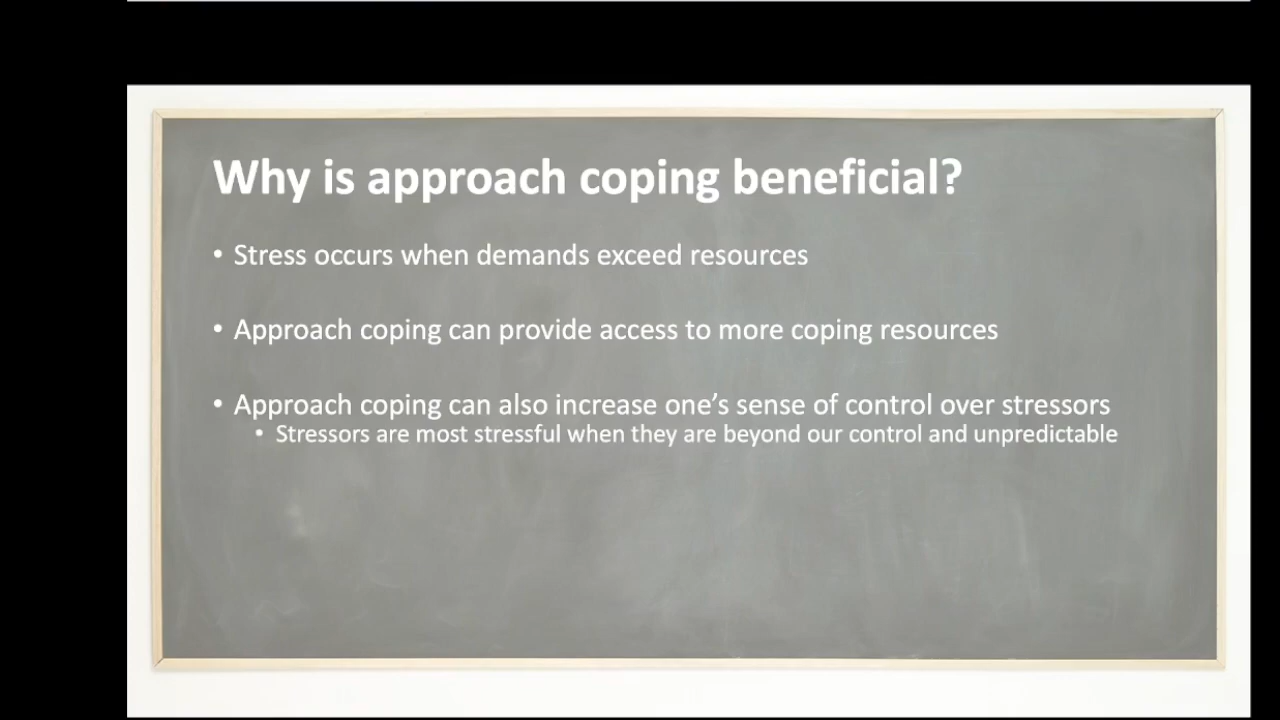 Why is approach coping beneficial?
• Stress occurs when demands exceed resources
• Approach coping can provide access to more coping resources
• Approach coping can also increase one’s sense of control over stressors
• Stressors are most stressful when they are beyond our control and unpredictable